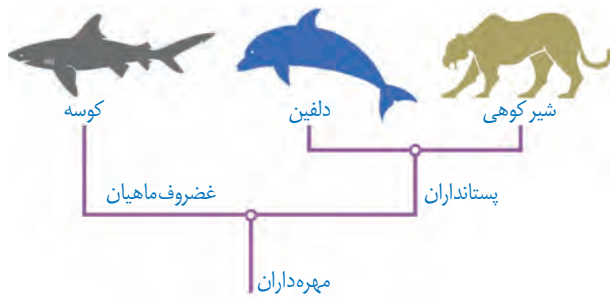 شیر کوهی
دلفین
کوسه
پستانداران
غضروف‌ماهیان
مهره‌داران